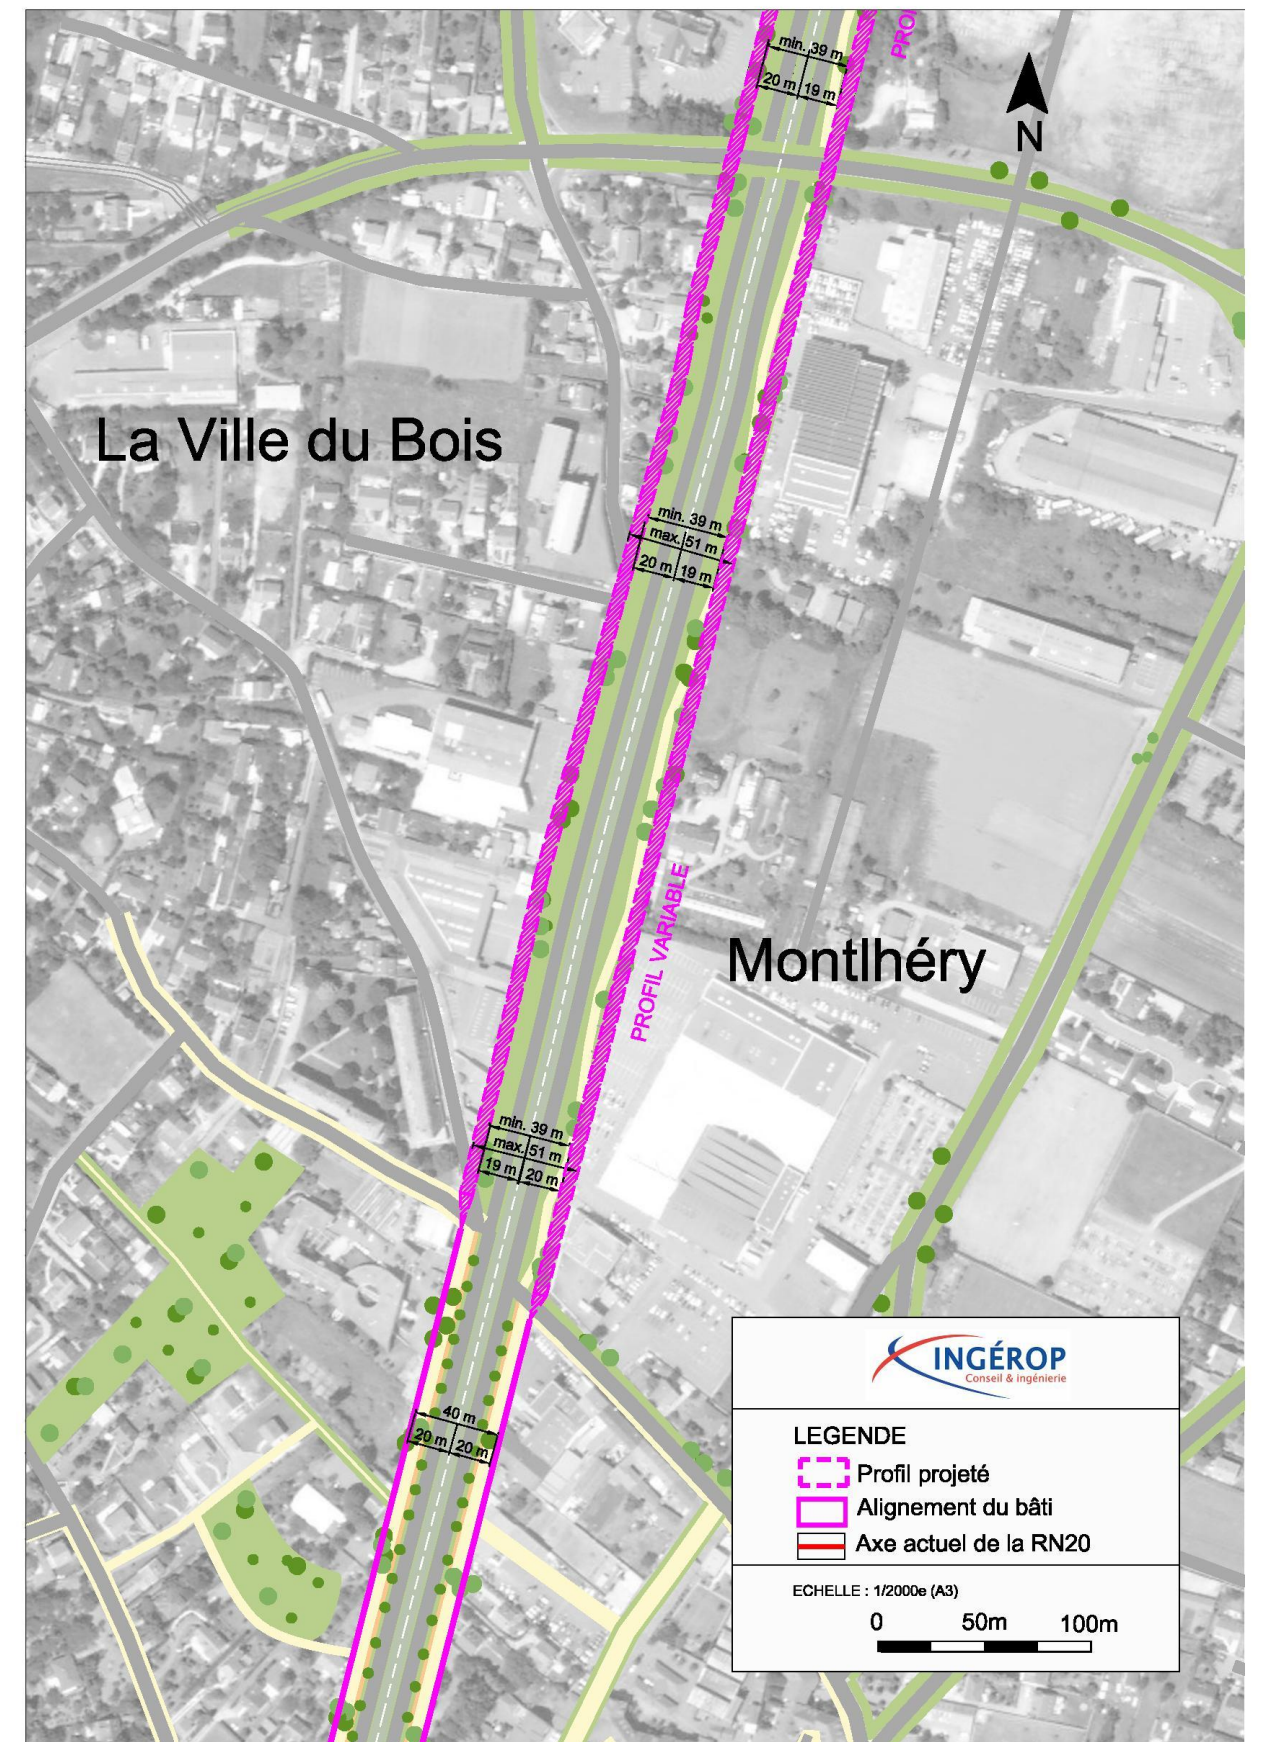 PROI
min. 39 m
20 m 19 m
N
La Ville du Bois
min. 39 m
max. 51 m
20 m 19 m
PROFIL VARIABLE
Montlhéry
min. 39 m
max. 51 m
19 m 20 m
40 m
20 m 20 m
INGÉROP
Conseil & ingénierie
LEGENDE
Profil projeté
Alignement du bâti
Axe actuel de la RN20
ECHELLE : 1/2000e (A3)
0 50m 100m